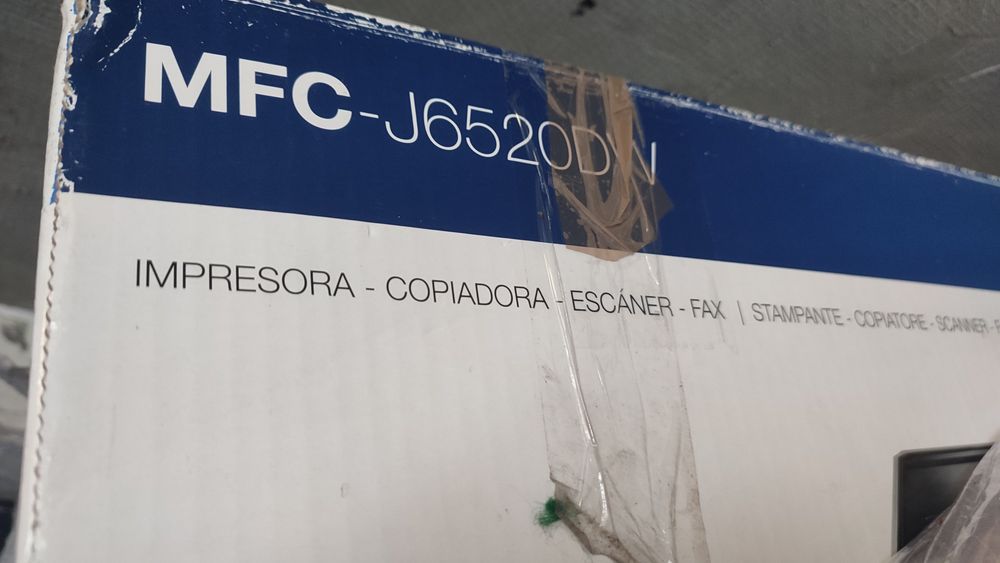 MFC-J6520DW
IMPRESORA - COPIADORA - ESCÁNER - FAX | STAMPANTE - COPIATORE - SCANNER -